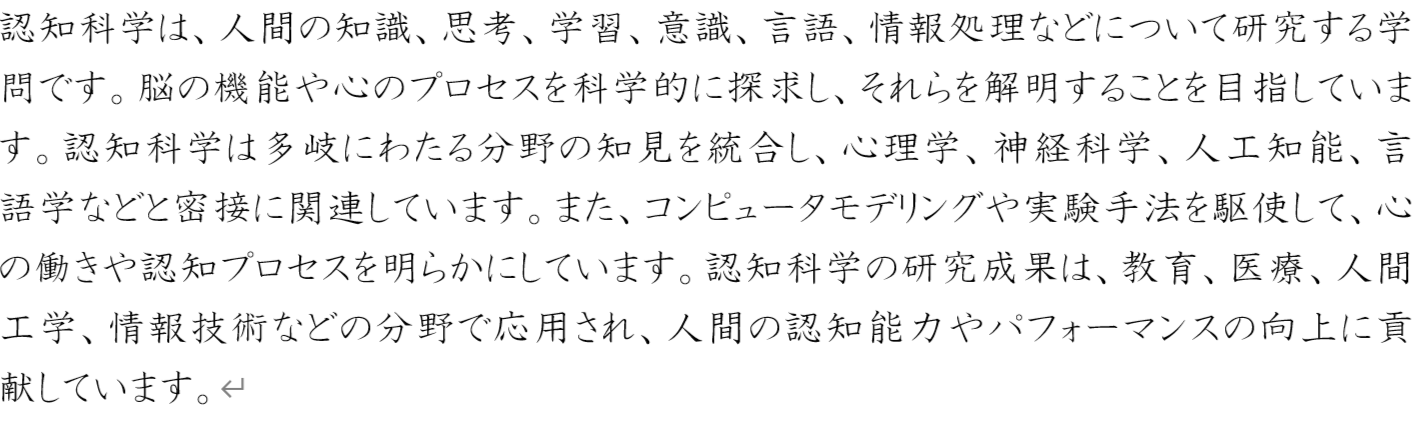 認知科学は、人間の知識、思考、学習、意識、言語、情報処理などについて研究する学
問です。脳の機能や心のプロセスを科学的に探求し、それらを解明することを目指していま
す。認知科学は多岐にわたる分野の知見を統合し、心理学、神経科学、人工知能、言
語学などと密接に関連しています。また、コンピュータモデリングや実験手法を駆使して、心
の働きや認知プロセスを明らかにしています。認知科学の研究成果は、教育、医療、人間
工学、情報技術などの分野で応用され、人間の認知能力やパフォーマンスの向上に貢
献しています。↵